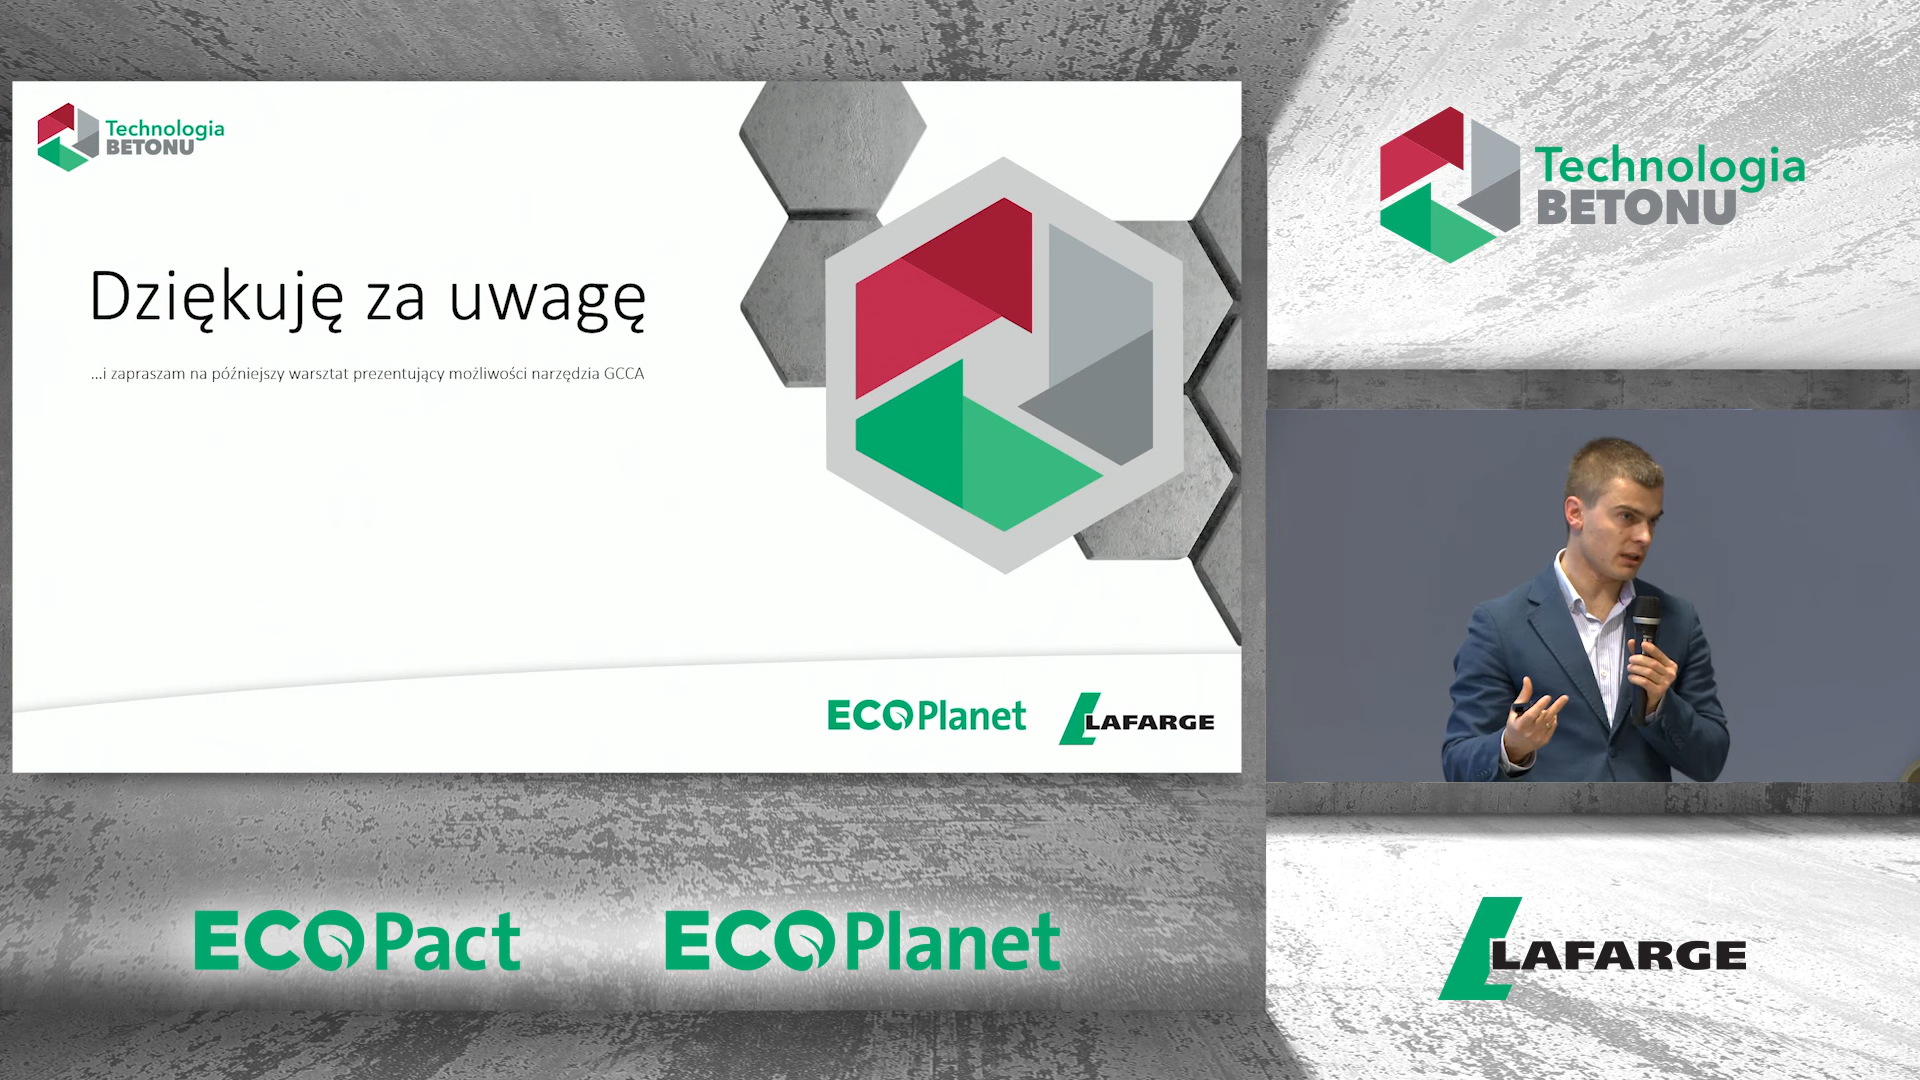 Technologia
BETONU
Dziękuję za uwagę
...i zapraszam na późniejszy warsztat prezentujący możliwości narzędzia GCCA
ECOPlanet
LAFARGE
Technologia
BETONU
ECOPact
ECOPlanet
LAFARGE